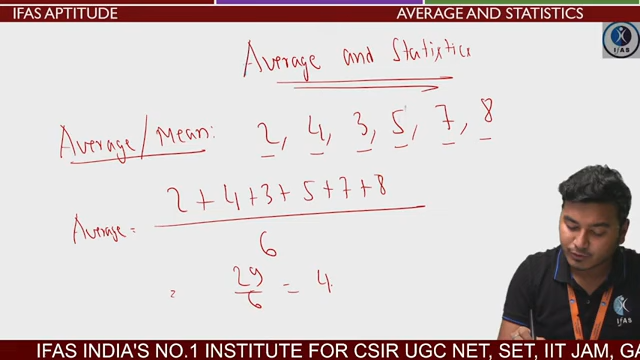 IFAS APTITUDE
AVERAGE AND STATISTICS
IFAS
Average and Statistics
Average/Mean: 2, 4, 3, 5, 7, 8
Average = 2 + 4 + 3 + 5 + 7 + 8
6
= 29/6 = 4
IFAS INDIA'S NO.1 INSTITUTE FOR CSIR UGC NET, SET, IIT JAM, GA